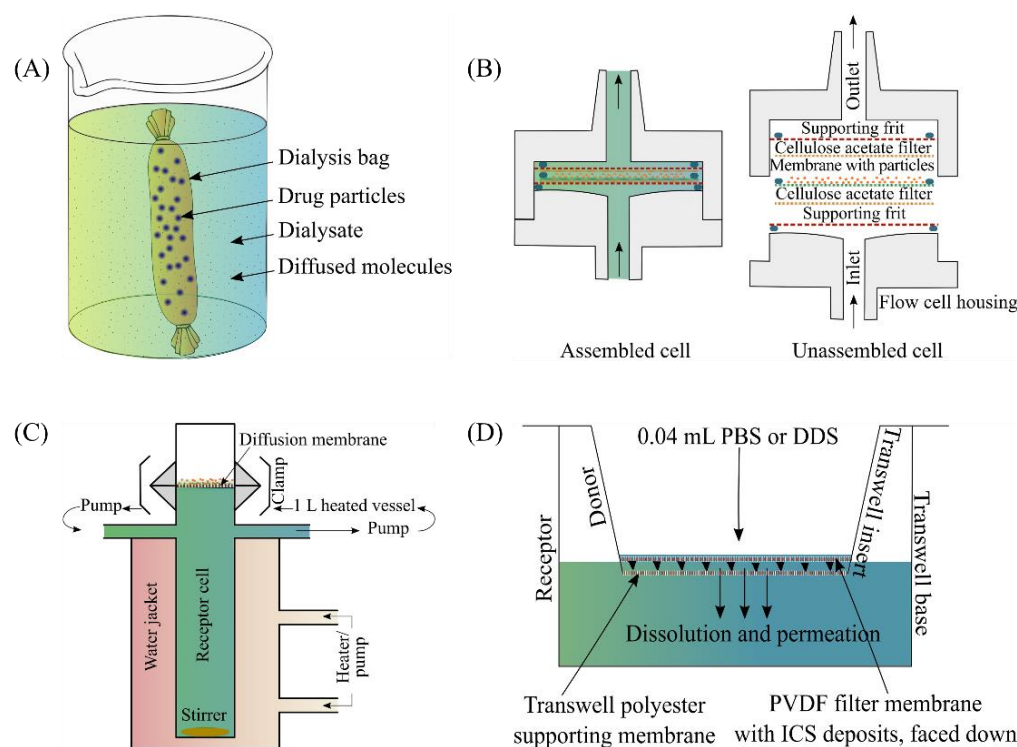 (A)
Dialysis bag
Drug particles
Dialysate
Diffused molecules
(B)
Outlet
Supporting frit
Cellulose acetate filter
Membrane with particles
Cellulose acetate filter
Supporting frit
Inlet
Flow cell housing
Assembled cell
Unassembled cell
(C)
Diffusion membrane
Clamp
Pump
1 L heated vessel
Pump
Water jacket
Receptor cell
Heater/
pump
Stirrer
(D)
0.04 mL PBS or DDS
Donor
Transwell insert
Receptor
Transwell base
Dissolution and permeation
Transwell polyester
supporting membrane
PVDF filter membrane
with ICS deposits, faced down